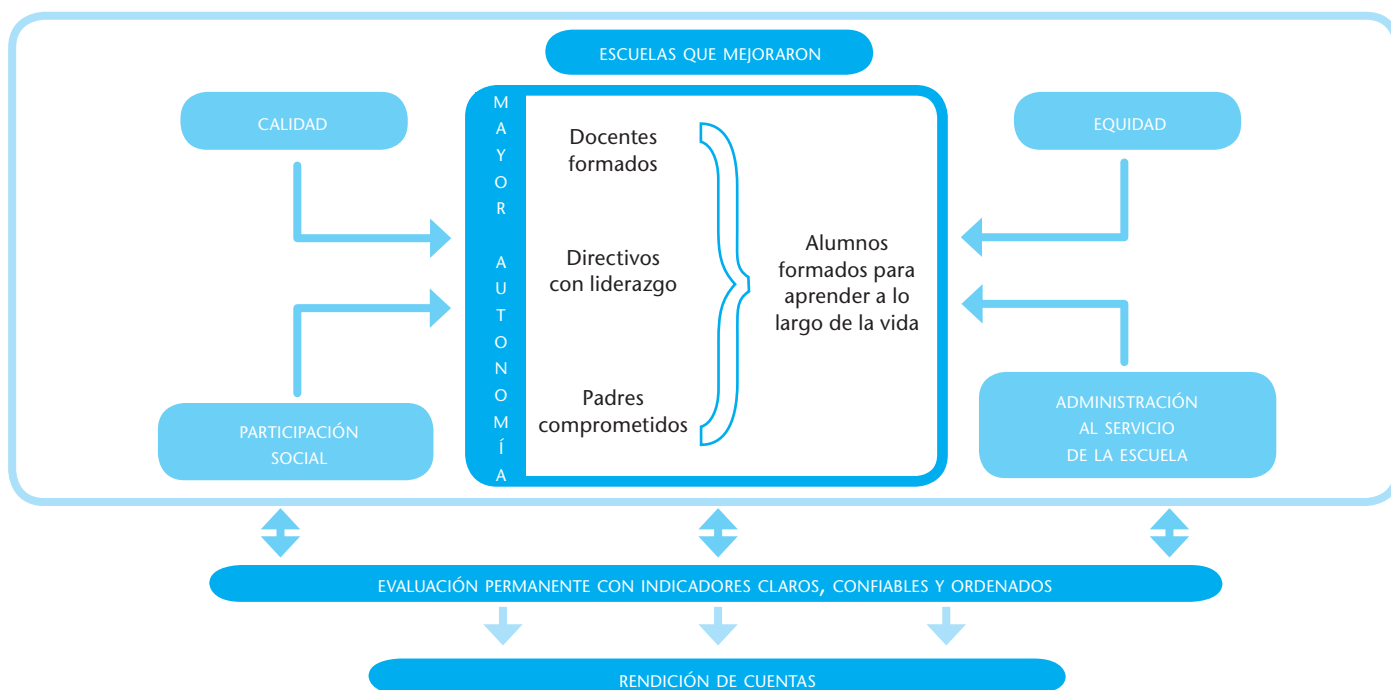 ESCUELAS QUE MEJORARON
CALIDAD
EQUIDAD
MAYOR AUTONOMÍA
Docentes
formados
Directivos
con liderazgo
Padres
comprometidos
Alumnos
formados para
aprender a lo
largo de la vida
PARTICIPACIÓN
SOCIAL
ADMINISTRACIÓN
AL SERVICIO
DE LA ESCUELA
EVALUACIÓN PERMANENTE CON INDICADORES CLAROS, CONFIABLES Y ORDENADOS
RENDICIÓN DE CUENTAS